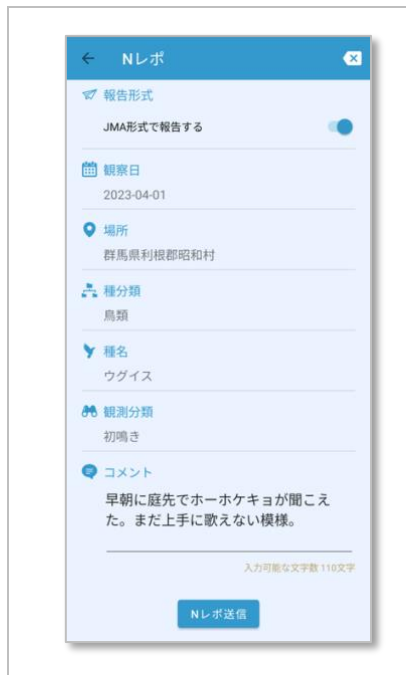 Nレポ
報告形式
JMA形式で報告する
観察日
2023-04-01
場所
群馬県利根郡昭和村
種分類
鳥類
種名
ウグイス
観測分類
初鳴き
コメント
早朝に庭先でホーホケキョが聞こえ
た。まだ上手に歌えない模様。
入力可能な文字数 110文字
Nレポ送信